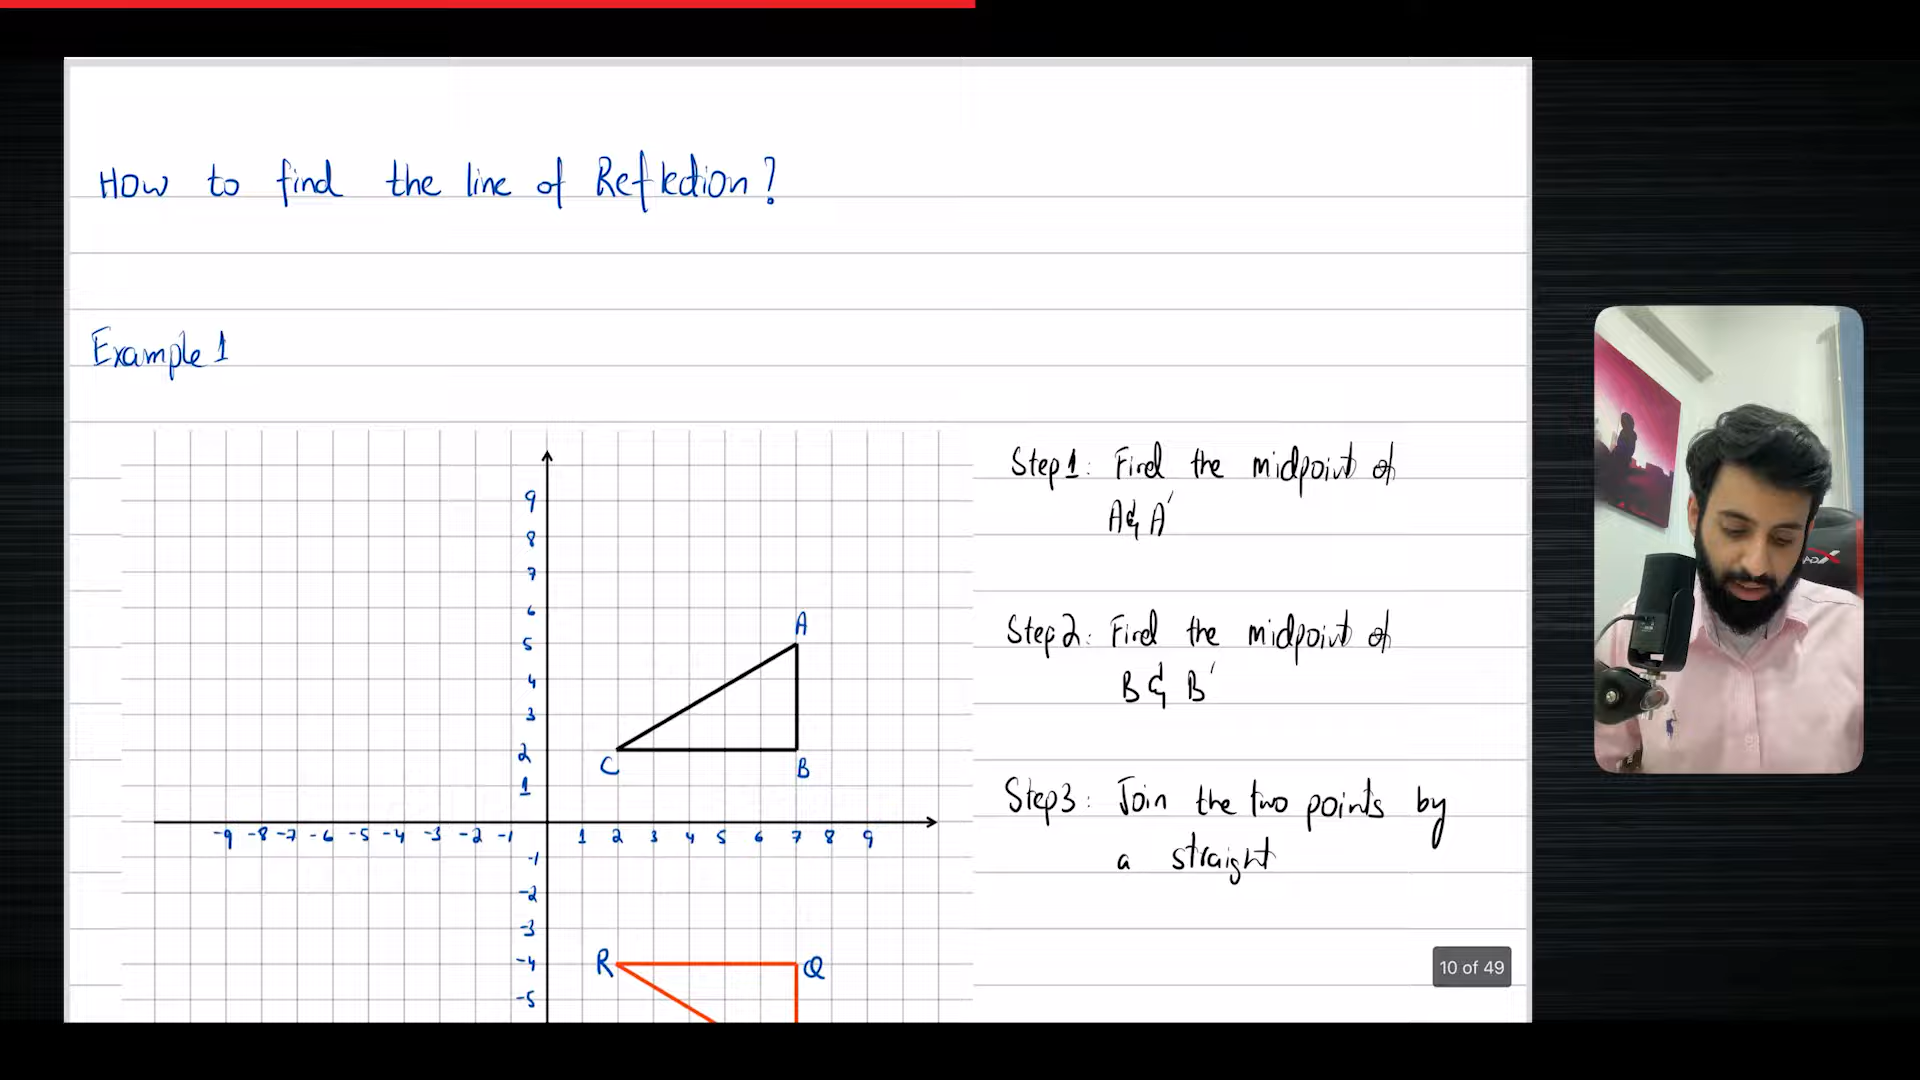 How to find the line of Reflection?
Example 1
Step 1: Find the midpoint of
A & A'
Step 2: Find the midpoint of
B & B'
Step 3: Join the two points by
a straight
9
8
7
6
5
4
3
2
1
A
C
B
-9 -8 -7 -6 -5 -4 -3 -2 -1 1 2 3 4 5 6 7 8 9
-1
-2
-3
-4
-5
R
Q
10 of 49